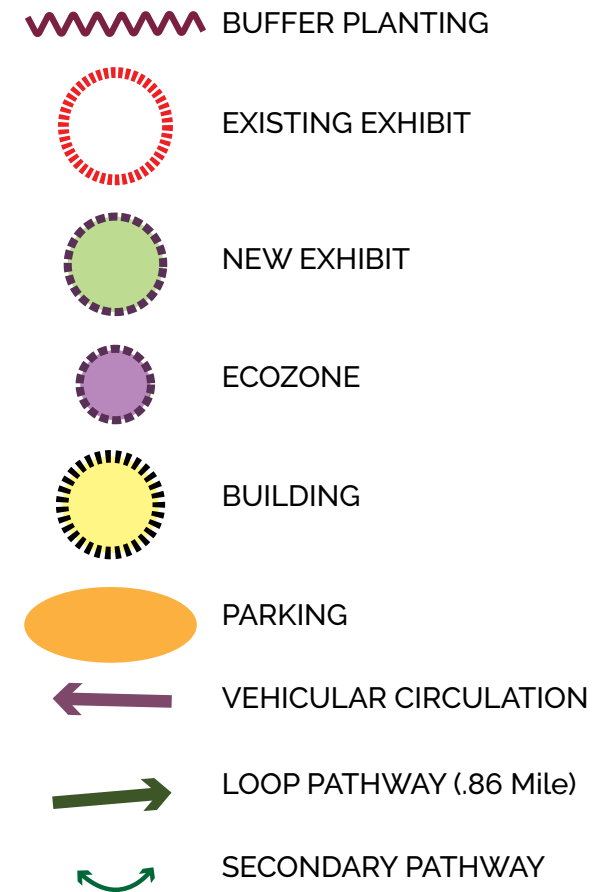 BUFFER PLANTING
EXISTING EXHIBIT
NEW EXHIBIT
ECOZONE
BUILDING
PARKING
VEHICULAR CIRCULATION
LOOP PATHWAY (.86 Mile)
SECONDARY PATHWAY